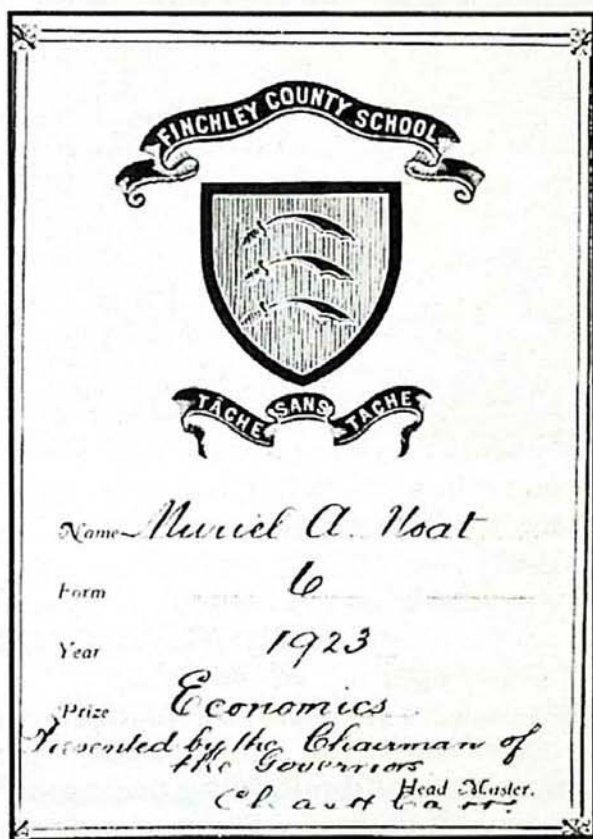 FINCHLEY COUNTY SCHOOL
TÂCHE SANS TACHE
Name Muriel A.
Form 6
Year 1923
Prize Economics
Presented by the Chairman of
the Governors
Head Master.